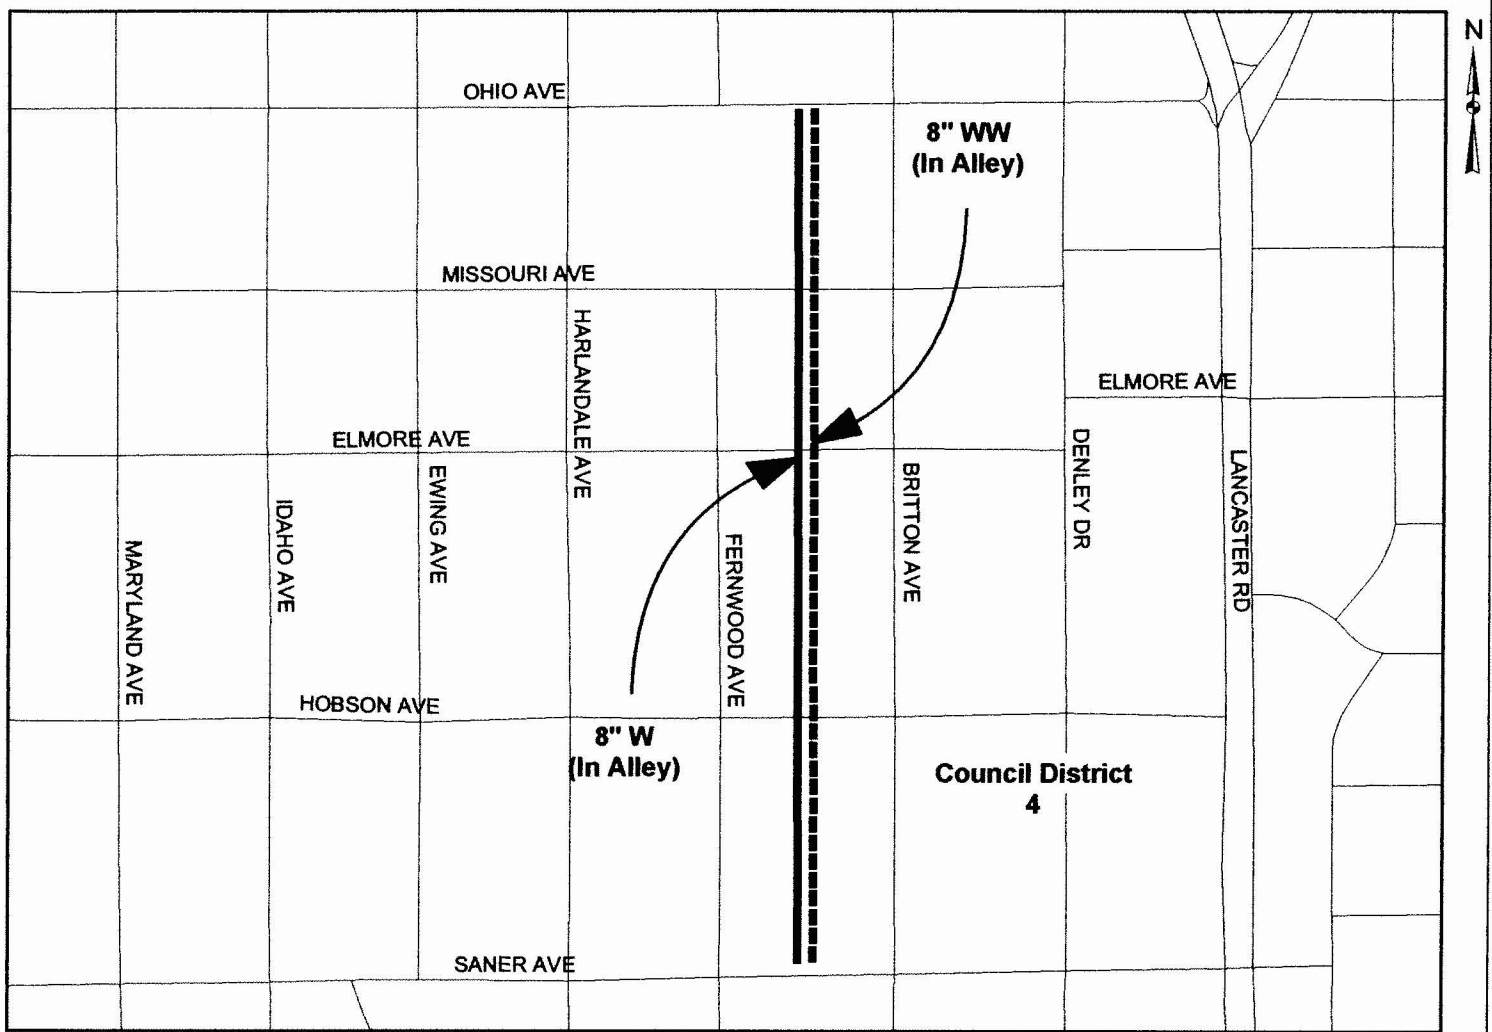 N
OHIO AVE
8" WW
(In Alley)
MISSOURI AVE
HARLANDALE AVE
ELMORE AVE
ELMORE AVE
DENLEY DR
LANCASTER RD
EWING AVE
BRITTON AVE
IDAHO AVE
FERNWOOD AVE
MARYLAND AVE
HOBSON AVE
8" W
(In Alley)
Council District
4
SANER AVE